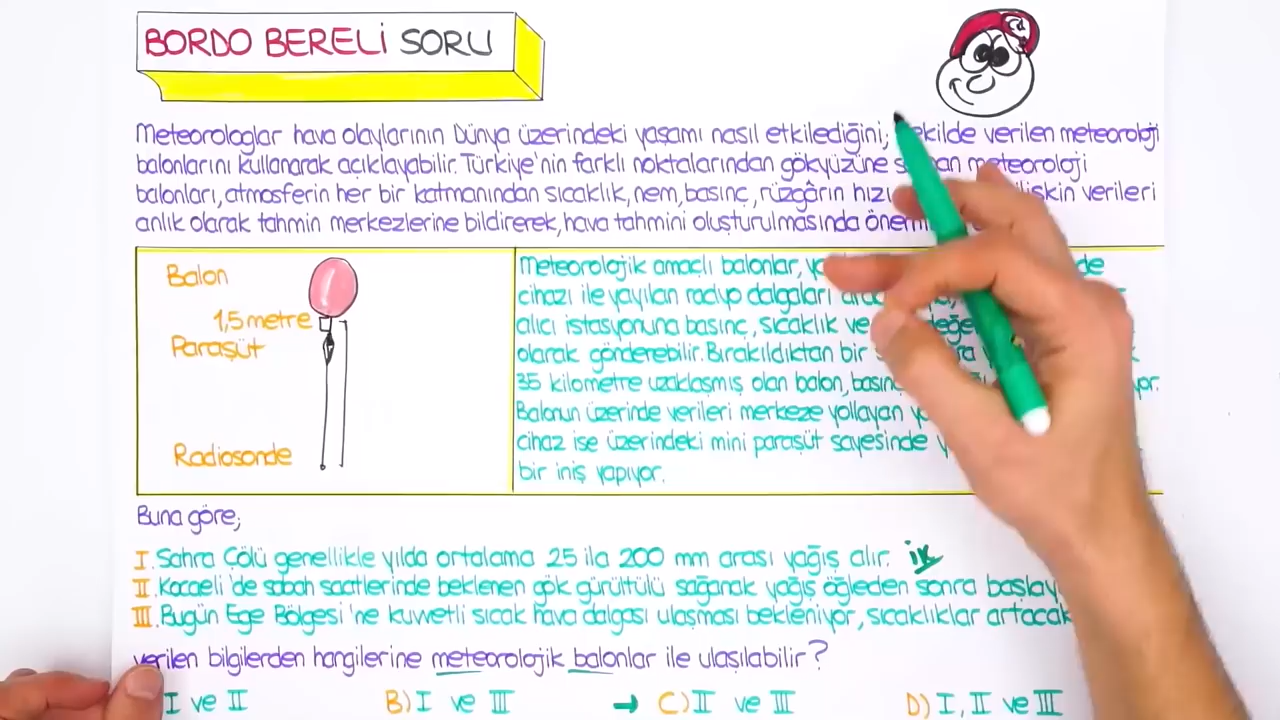 BORDO BERELİ SORU
Meteorologlar hava olaylarının Dünya üzerindeki yaşamı nasıl etkilediğini, şekilde verilen meteoroloji
balonlarını kullanarak açıklayabilir. Türkiye'nin farklı noktalarından gökyüzüne meteoroloji
balonları, atmosferin her bir katmanından sıcaklık, nem, basınç, rüzgârın hızı verileri
anlık olarak tahmin merkezlerine bildirerek, hava tahmini oluşturulmasında
Balon
1,5 metre
Paraşüt
Radiosonde
Meteorolojik amaçlı balonlar,
cihazı ile yayılan radyo dalgaları
alıcı istasyonuna basınç, sıcaklık ve
olarak gönderebilir. Bırakıldıktan bir
35 kilometre uzaklaşmış olan balon,
Balonun üzerinde verileri merkeze yollayan
cihaz ise üzerindeki mini paraşüt sayesinde
bir iniş yapıyor.
Buna göre;
I. Sahra Çölü genellikle yılda ortalama 25 ila 200 mm arası yağış alır. ik
II. Kocaeli'de sabah saatlerinde beklenen gök gürültülü sağanak yağış öğleden sonra
III. Bugün Ege Bölgesi'ne kuvvetli sıcak hava dalgası ulaşması bekleniyor, sıcaklıklar artacak
verilen bilgilerden hangilerine meteorolojik balonlar ile ulaşılabilir?
I ve II B) I ve III → C) II ve III D) I, II ve III